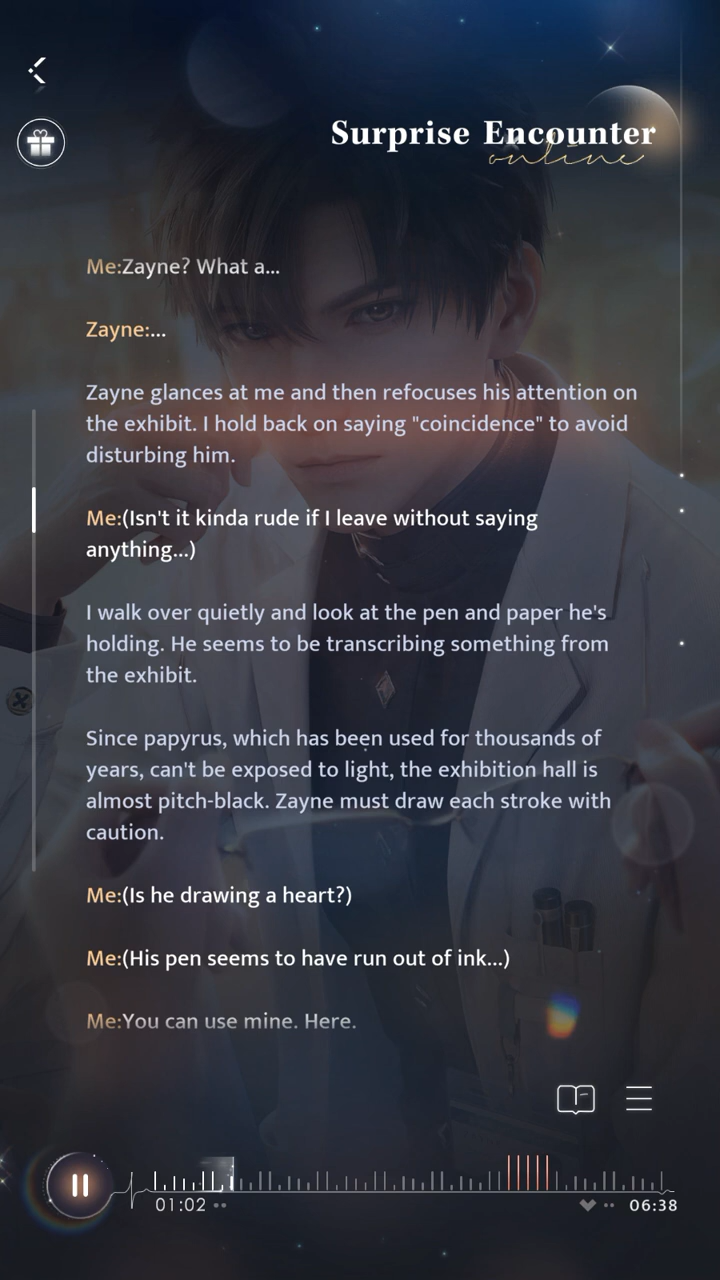 Surprise Encounter
online
Me:Zayne? What a...
Zayne:...
Zayne glances at me and then refocuses his attention on
the exhibit. I hold back on saying "coincidence" to avoid
disturbing him.
Me:(Isn't it kinda rude if I leave without saying
anything...)
I walk over quietly and look at the pen and paper he's
holding. He seems to be transcribing something from
the exhibit.
Since papyrus, which has been used for thousands of
years, can't be exposed to light, the exhibition hall is
almost pitch-black. Zayne must draw each stroke with
caution.
Me:(Is he drawing a heart?)
Me:(His pen seems to have run out of ink...)
Me:You can use mine. Here.
01:02
06:38